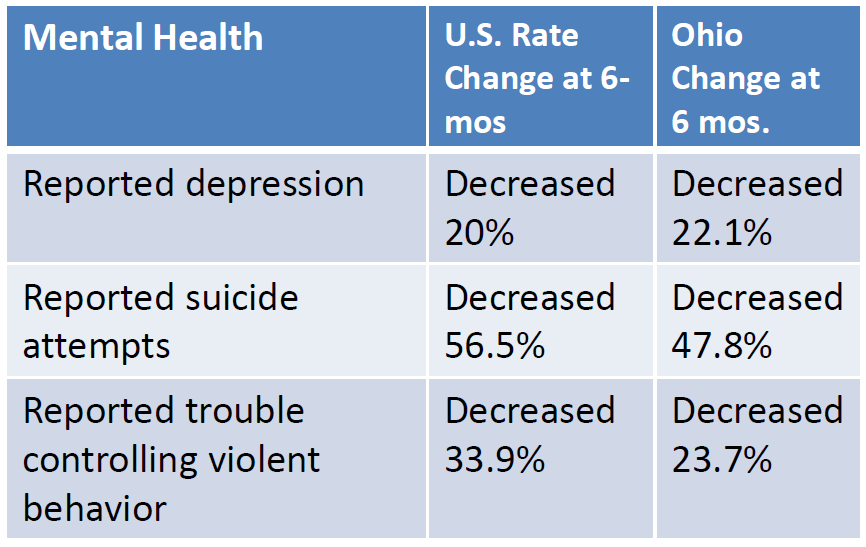 Mental Health
U.S. Rate
Change at 6-
mos
Ohio
Change at
6 mos.
Reported depression
Decreased
20%
Decreased
22.1%
Reported suicide
attempts
Decreased
56.5%
Decreased
47.8%
Reported trouble
controlling violent
behavior
Decreased
33.9%
Decreased
23.7%